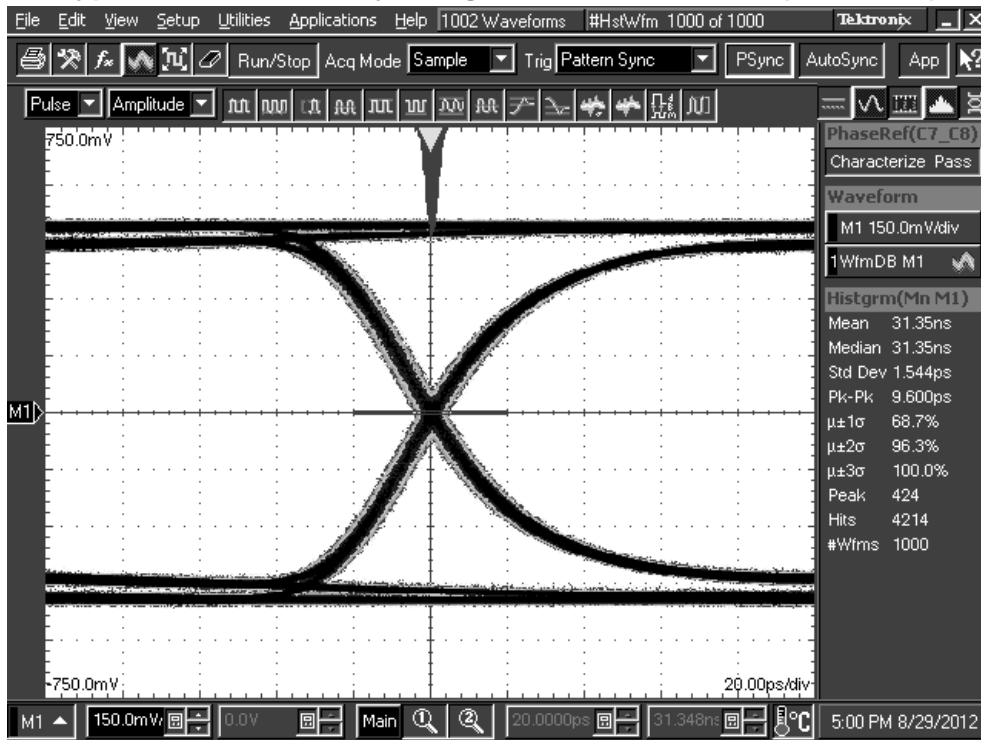 File Edit View Setup Utilities Applications Help 1002 Waveforms #HstWfm 1000 of 1000 Tektronix
Run/Stop Acq Mode Sample Trig Pattern Sync PSync AutoSync App
Pulse Amplitude
750.0mV
PhaseRef(C7_C8)
Characterize Pass
Waveform
M1 150.0mV/div
1WfmDB M1
Histgrm(Mn M1)
Mean 31.35ns
Median 31.35ns
Std Dev 1.544ps
Pk-Pk 9.600ps
M1
µ±1σ 68.7%
µ±2σ 96.3%
µ±3σ 100.0%
Peak 424
Hits 4214
#Wfms 1000
-750.0mV 20.00ps/div
M1 150.0mV/ 0.0V Main 1 2 20.0000ps 31.348ns °C 5:00 PM 8/29/2012